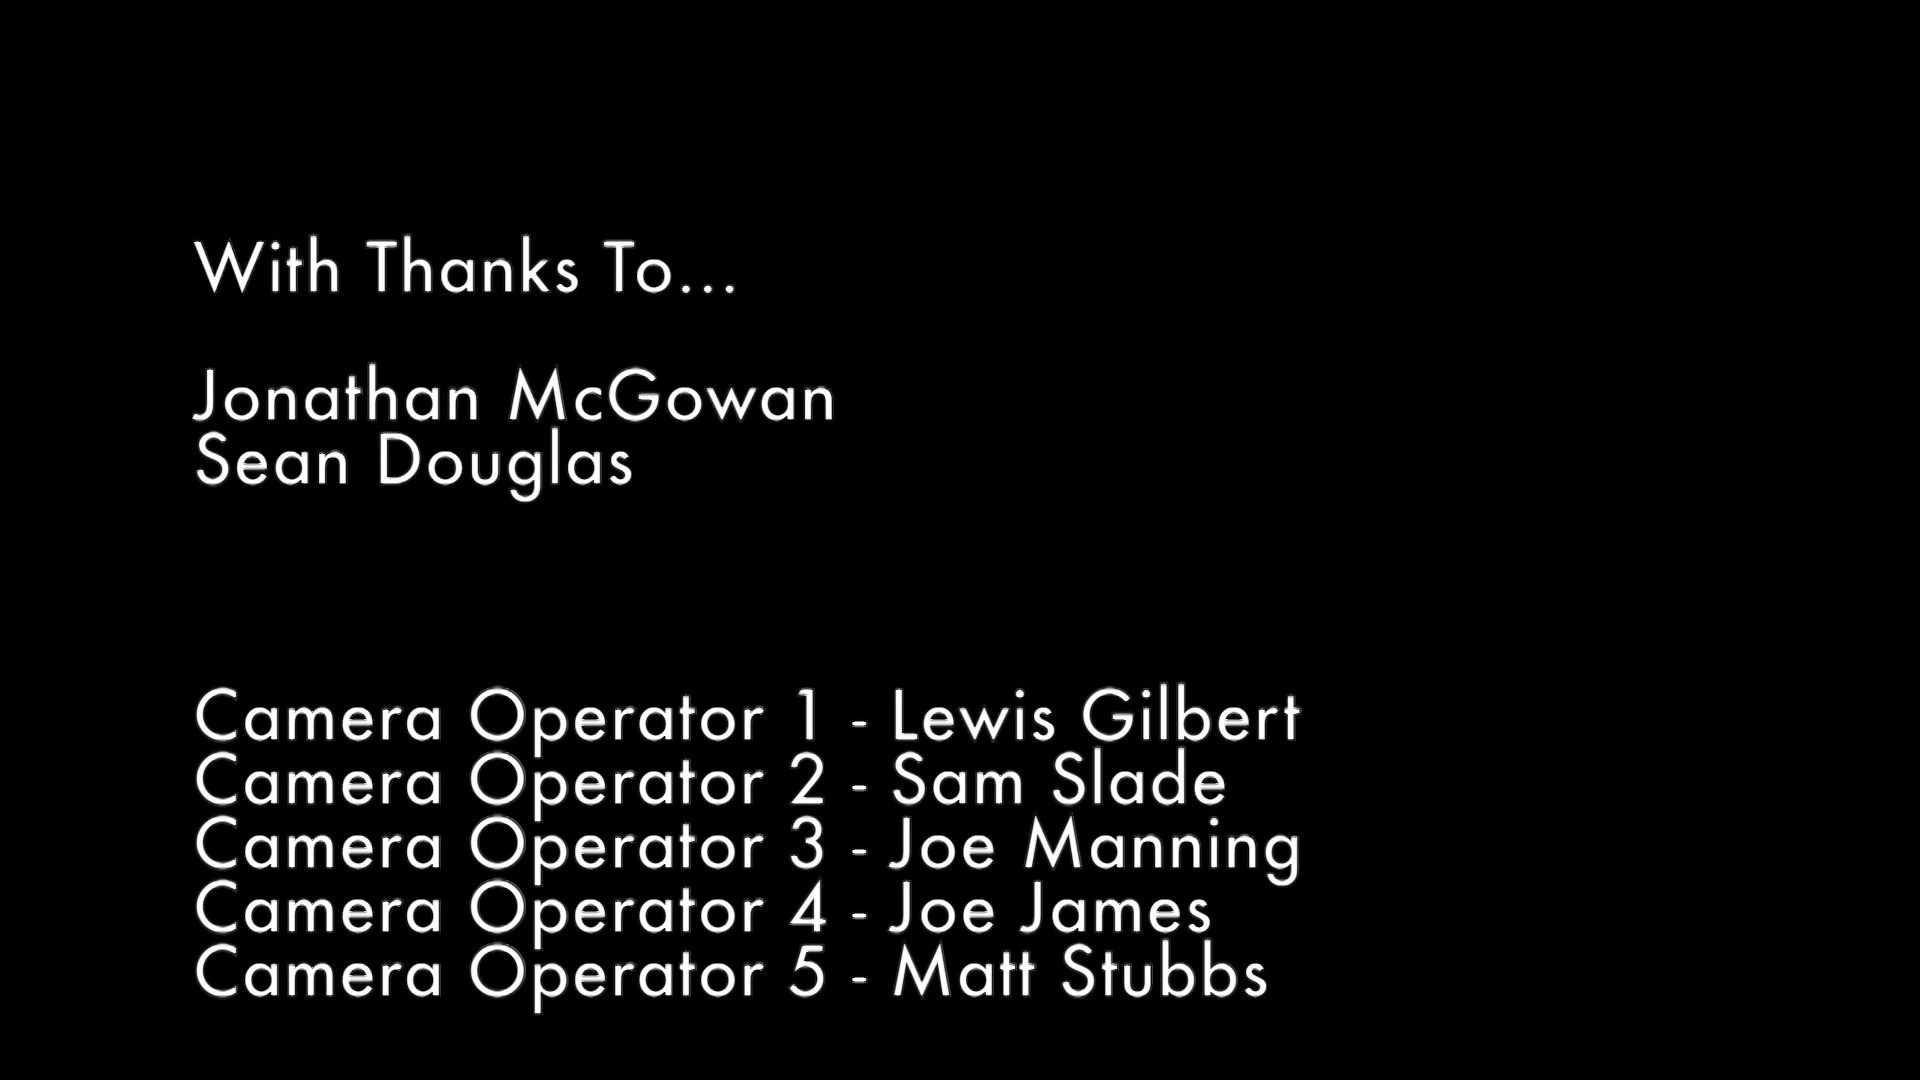 With Thanks To...
Jonathan McGowan
Sean Douglas
Camera Operator 1 - Lewis Gilbert
Camera Operator 2 - Sam Slade
Camera Operator 3 - Joe Manning
Camera Operator 4 - Joe James
Camera Operator 5 - Matt Stubbs